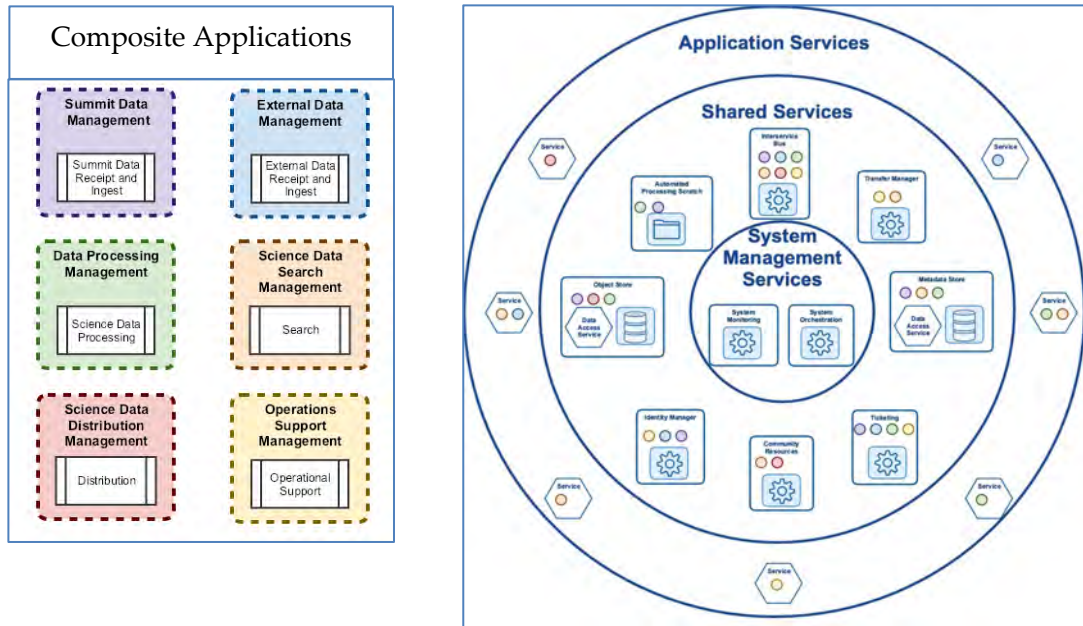 Composite Applications
Summit Data
Management
Summit Data
Receipt and
Ingest
External Data
Management
External Data
Receipt and
Ingest
Data Processing
Management
Science Data
Processing
Science Data
Search
Management
Search
Science Data
Distribution
Management
Distribution
Operations
Support
Management
Operational
Support
Application Services
Shared Services
Interservice
Bus
Automated
Processing Scratch
Transfer Manager
System
Management
Services
System
Monitoring
System
Orchestration
Object Store
Data
Access
Service
Metadata Store
Data
Access
Service
Identity Manager
Community
Resources
Ticketing
Service
Service
Service
Service
Service
Service
Service